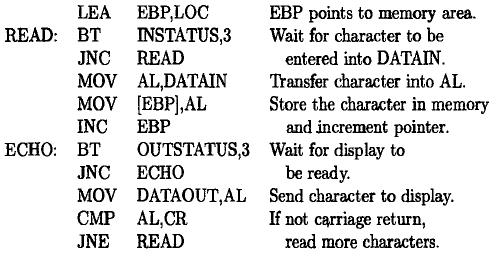 LEA EBP,LOC EBP points to memory area.
READ: BT INSTATUS,3 Wait for character to be
JNC READ entered into DATAIN.
MOV AL,DATAIN Transfer character into AL.
MOV [EBP],AL Store the character in memory
INC EBP and increment pointer.
ECHO: BT OUTSTATUS,3 Wait for display to
JNC ECHO be ready.
MOV DATAOUT,AL Send character to display.
CMP AL,CR If not carriage return,
JNE READ read more characters.